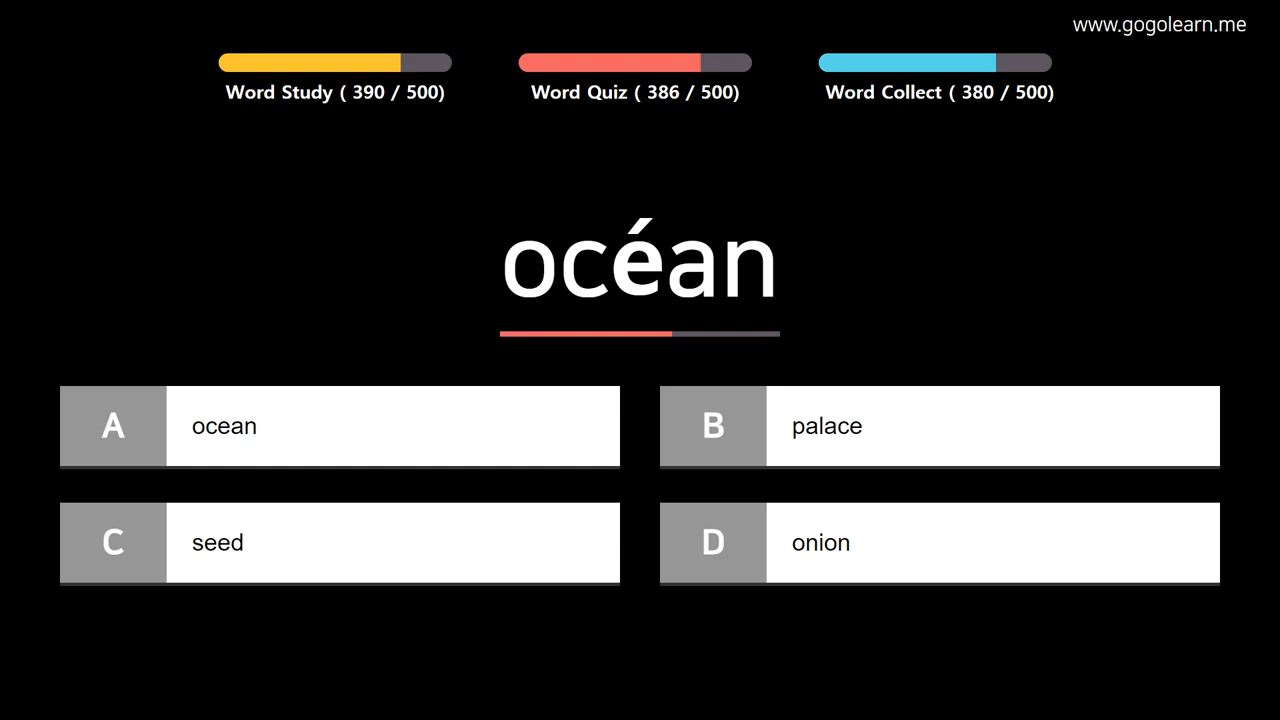 www.gogolearn.me
Word Study ( 390 / 500)
Word Quiz ( 386 / 500)
Word Collect ( 380 / 500)
océan
A ocean
B palace
C seed
D onion